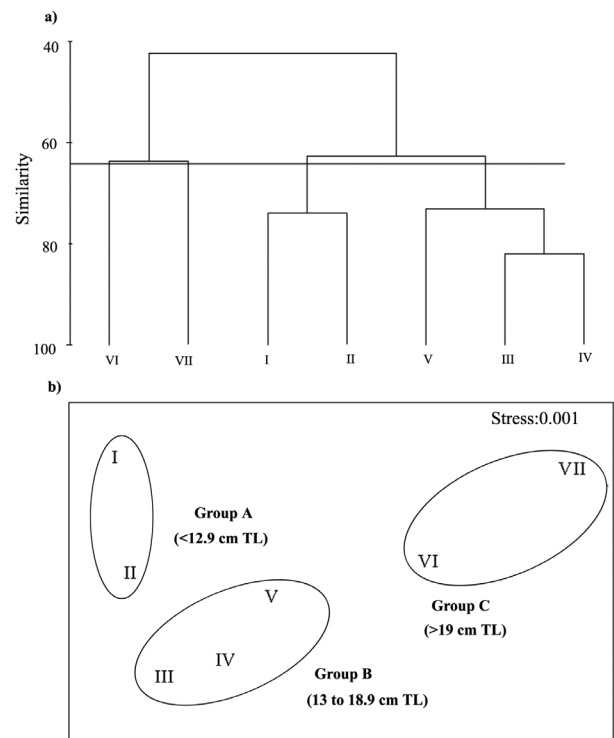 a)
40
60
Similarity
80
100
VI VII I II V III IV
b)
Stress:0.001
I
VII
Group A
(<12.9 cm TL)
VI
II
V
Group C
(>19 cm TL)
IV
III
Group B
(13 to 18.9 cm TL)